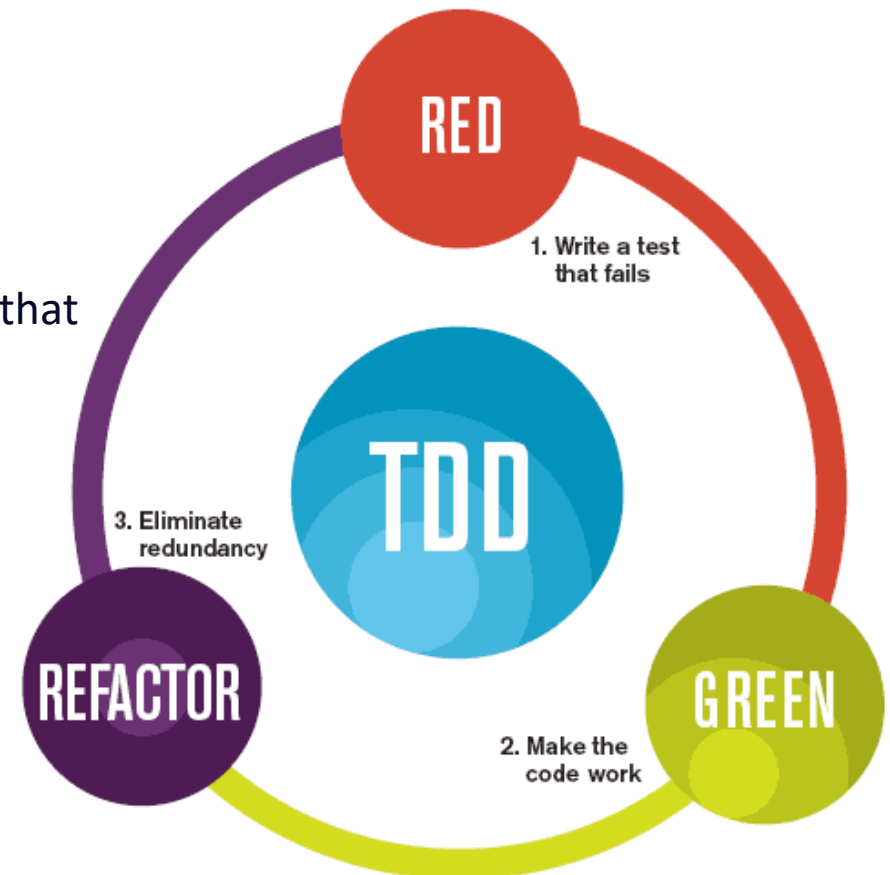 RED
1. Write a test
that fails
that
TDD
3. Eliminate
redundancy
REFACTOR
GREEN
2. Make the
code work